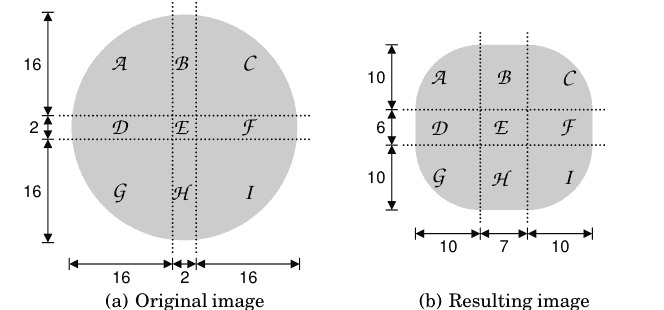 16
2
16
𝒜 ℬ 𝒞
𝒟 ℰ ℱ
𝒢 ℋ ℐ
16 2 16
(a) Original image
10
6
10
𝒜 ℬ 𝒞
𝒟 ℰ ℱ
𝒢 ℋ ℐ
10 7 10
(b) Resulting image